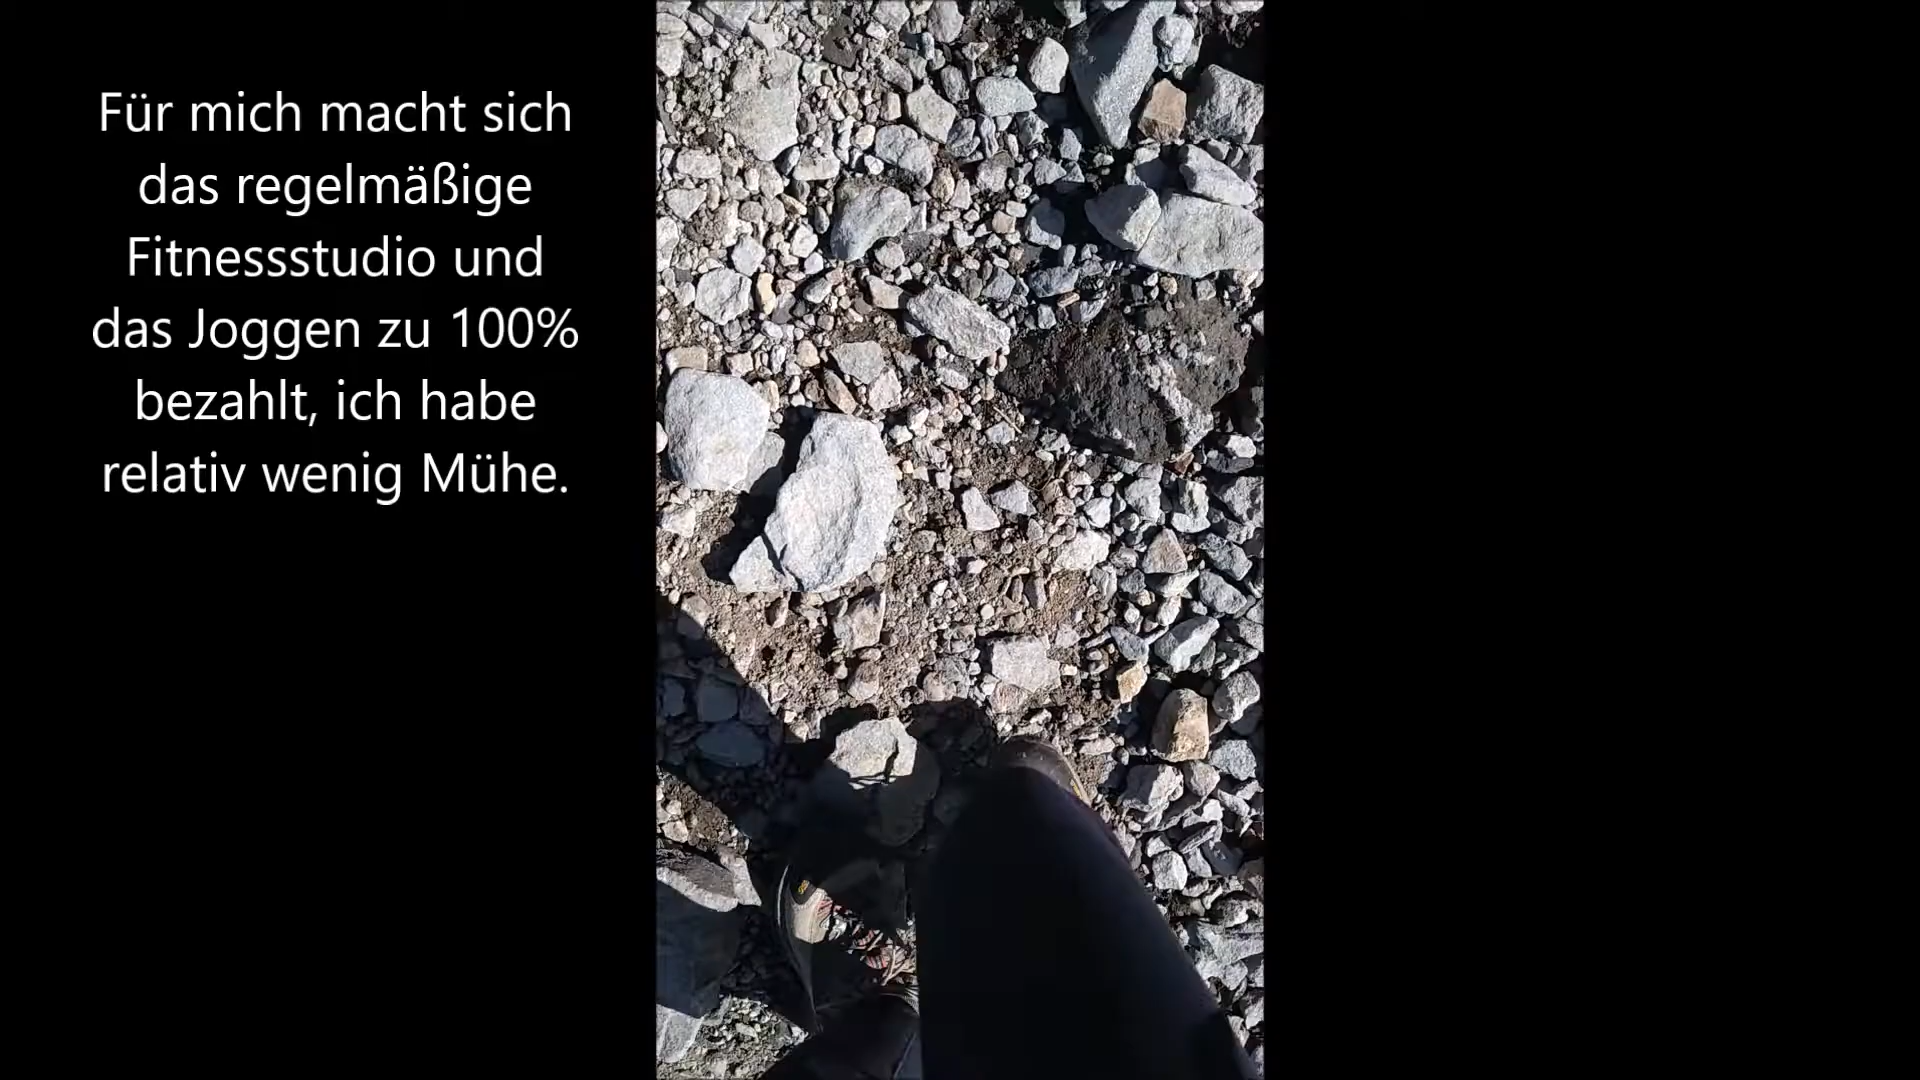 Für mich macht sich
das regelmäßige
Fitnessstudio und
das Joggen zu 100%
bezahlt, ich habe
relativ wenig Mühe.